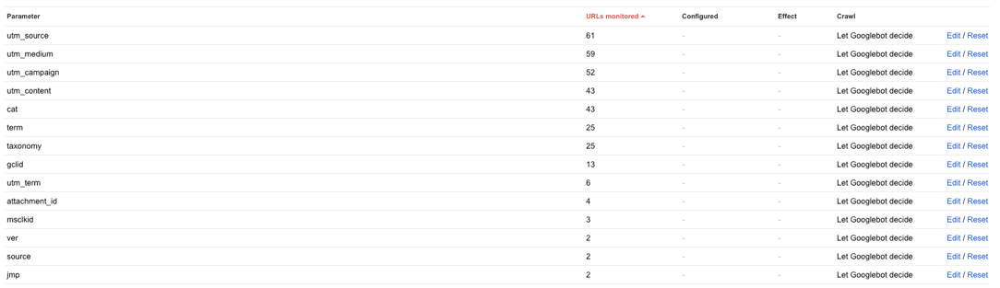 Parameter URLs monitored Configured Effect Crawl
utm_source 61 - - Let Googlebot decide Edit / Reset
utm_medium 59 - - Let Googlebot decide Edit / Reset
utm_campaign 52 - - Let Googlebot decide Edit / Reset
utm_content 43 - - Let Googlebot decide Edit / Reset
cat 43 - - Let Googlebot decide Edit / Reset
term 25 - - Let Googlebot decide Edit / Reset
taxonomy 25 - - Let Googlebot decide Edit / Reset
gclid 13 - - Let Googlebot decide Edit / Reset
utm_term 6 - - Let Googlebot decide Edit / Reset
attachment_id 4 - - Let Googlebot decide Edit / Reset
msclkid 3 - - Let Googlebot decide Edit / Reset
ver 2 - - Let Googlebot decide Edit / Reset
source 2 - - Let Googlebot decide Edit / Reset
jmp 2 - - Let Googlebot decide Edit / Reset